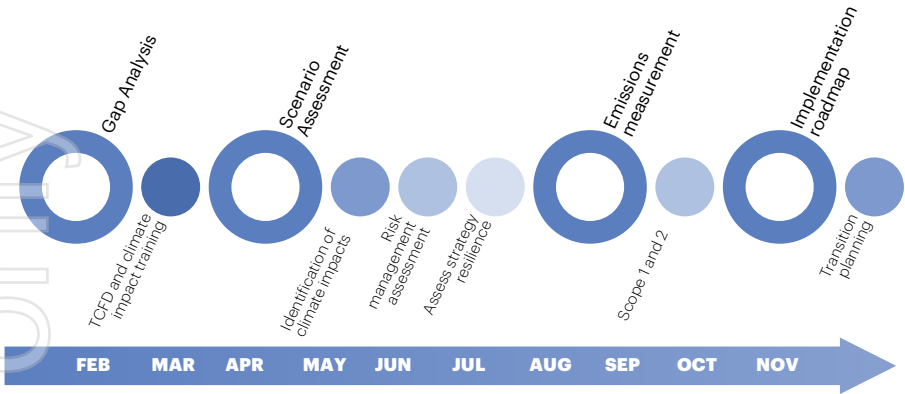 Gap Analysis
Scenario
Assessment
Emissions
measurement
Implementation
roadmap
TCFD and climate
impact training
Identification of
climate impacts
Risk
management
assessment
Assess strategy
resilience
Scope 1 and 2
Transition
planning
FEB MAR APR MAY JUN JUL AUG SEP OCT NOV